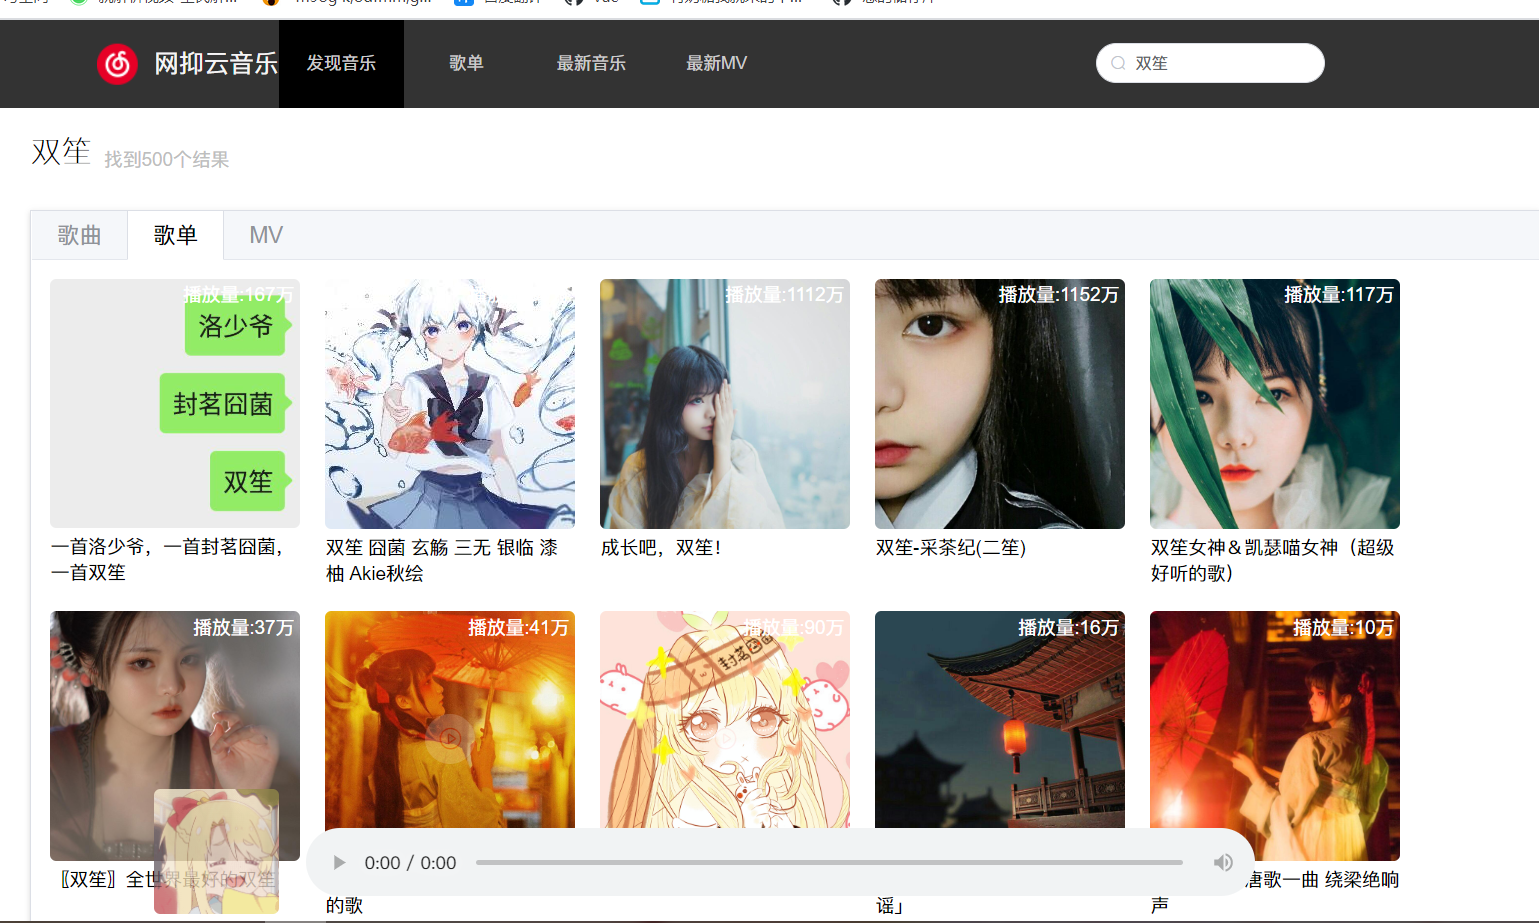 网抑云音乐 发现音乐 歌单 最新音乐 最新MV 双笙
双笙 找到500个结果
歌曲 歌单 MV
播放量:167万 播放量:1112万 播放量:1152万 播放量:117万
洛少爷
封茗囧菌
双笙
一首洛少爷，一首封茗囧菌，
一首双笙
双笙 囧菌 玄觞 三无 银临 漆
柚 Akie秋绘
成长吧，双笙！
双笙-采茶纪(二笙)
双笙女神＆凯瑟喵女神（超级
好听的歌）
播放量:37万 播放量:41万 播放量:90万 播放量:16万 播放量:10万
封茗囧菌
〖双笙〗全世界最好的双笙
0:00 / 0:00
的歌
谣」
唐歌一曲 绕梁绝响
声